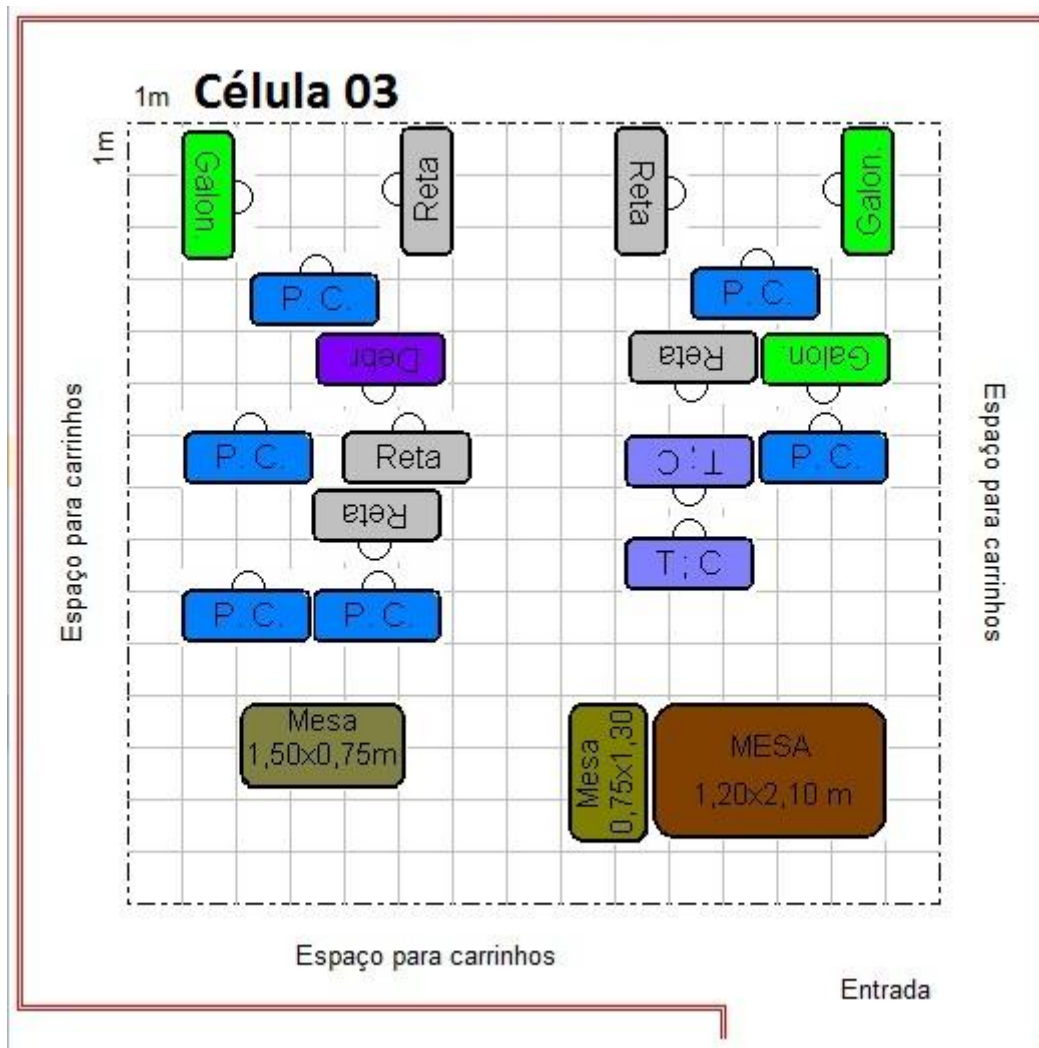 Célula 03
1m
1m
Galon.
Reta
Reta
Galon.
P. C.
P. C.
Debr
Reta
Galon.
P. C.
Reta
T ; C
P. C.
Reta
T ; C
P. C.
P. C.
Mesa
1,50x0,75m
Mesa
0,75x1,30
MESA
1,20x2,10 m
Espaço para carrinhos
Espaço para carrinhos
Espaço para carrinhos
Entrada